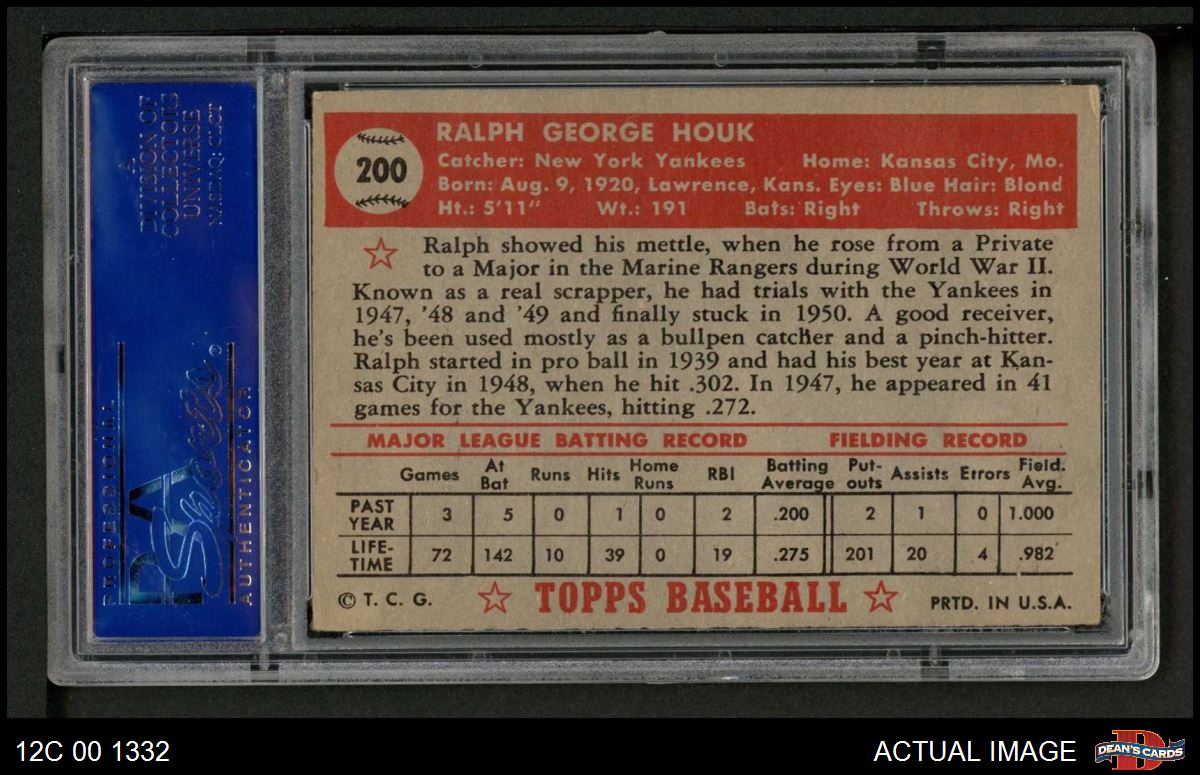 A
DIVISION OF
COLLECTORS
UNIVERSE
NASDAQ: CLCT
PROFESSIONAL
PSA
Sports
®
AUTHENTICATOR
200
RALPH GEORGE HOUK
Catcher: New York Yankees Home: Kansas City, Mo.
Born: Aug. 9, 1920, Lawrence, Kans. Eyes: Blue Hair: Blond
Ht.: 5'11" Wt.: 191 Bats: Right Throws: Right
Ralph showed his mettle, when he rose from a Private
to a Major in the Marine Rangers during World War II.
Known as a real scrapper, he had trials with the Yankees in
1947, '48 and '49 and finally stuck in 1950. A good receiver,
he's been used mostly as a bullpen catcher and a pinch-hitter.
Ralph started in pro ball in 1939 and had his best year at Kan-
sas City in 1948, when he hit .302. In 1947, he appeared in 41
games for the Yankees, hitting .272.
MAJOR LEAGUE BATTING RECORD FIELDING RECORD
Games At Bat Runs Hits Home Runs RBI Batting Average Put-outs Assists Errors Field. Avg.
PAST YEAR 3 5 0 1 0 2 .200 2 1 0 1.000
LIFE-TIME 72 142 10 39 0 19 .275 201 20 4 .982
© T. C. G. TOPPS BASEBALL PRTD. IN U.S.A.
12C 00 1332
ACTUAL IMAGE
DEAN'S CARDS